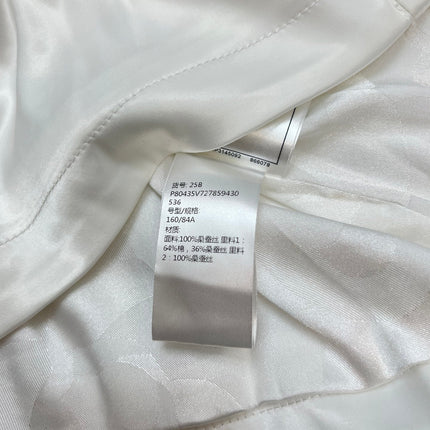 货号: 25B
P80435V727859430
536
号型/规格:
160/84A
材质:
面料:100%桑蚕丝 里料1:
64%棉, 36%桑蚕丝 里料
2:100%桑蚕丝